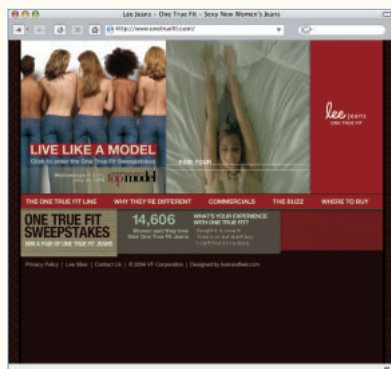 Lee Jeans - One True Fit - Sexy New Women's Jeans
http://www.onetruefit.com/
LIVE LIKE A MODEL
Click to enter the One True Fit Sweepstakes
top model
FIND YOUR
lee jeans
ONE TRUE FIT
THE ONE TRUE FIT LINE
WHY THEY'RE DIFFERENT
COMMERCIALS
THE BUZZ
WHERE TO BUY
ONE TRUE FIT
SWEEPSTAKES
WIN A PAIR OF ONE TRUE FIT JEANS
14,606
Women said they love
their One True Fit Jeans
WHAT'S YOUR EXPERIENCE
WITH ONE TRUE FIT?
Privacy Policy | Lee Sites | Contact Us | © 2004 VF Corporation | Designed by lookandfeel.com